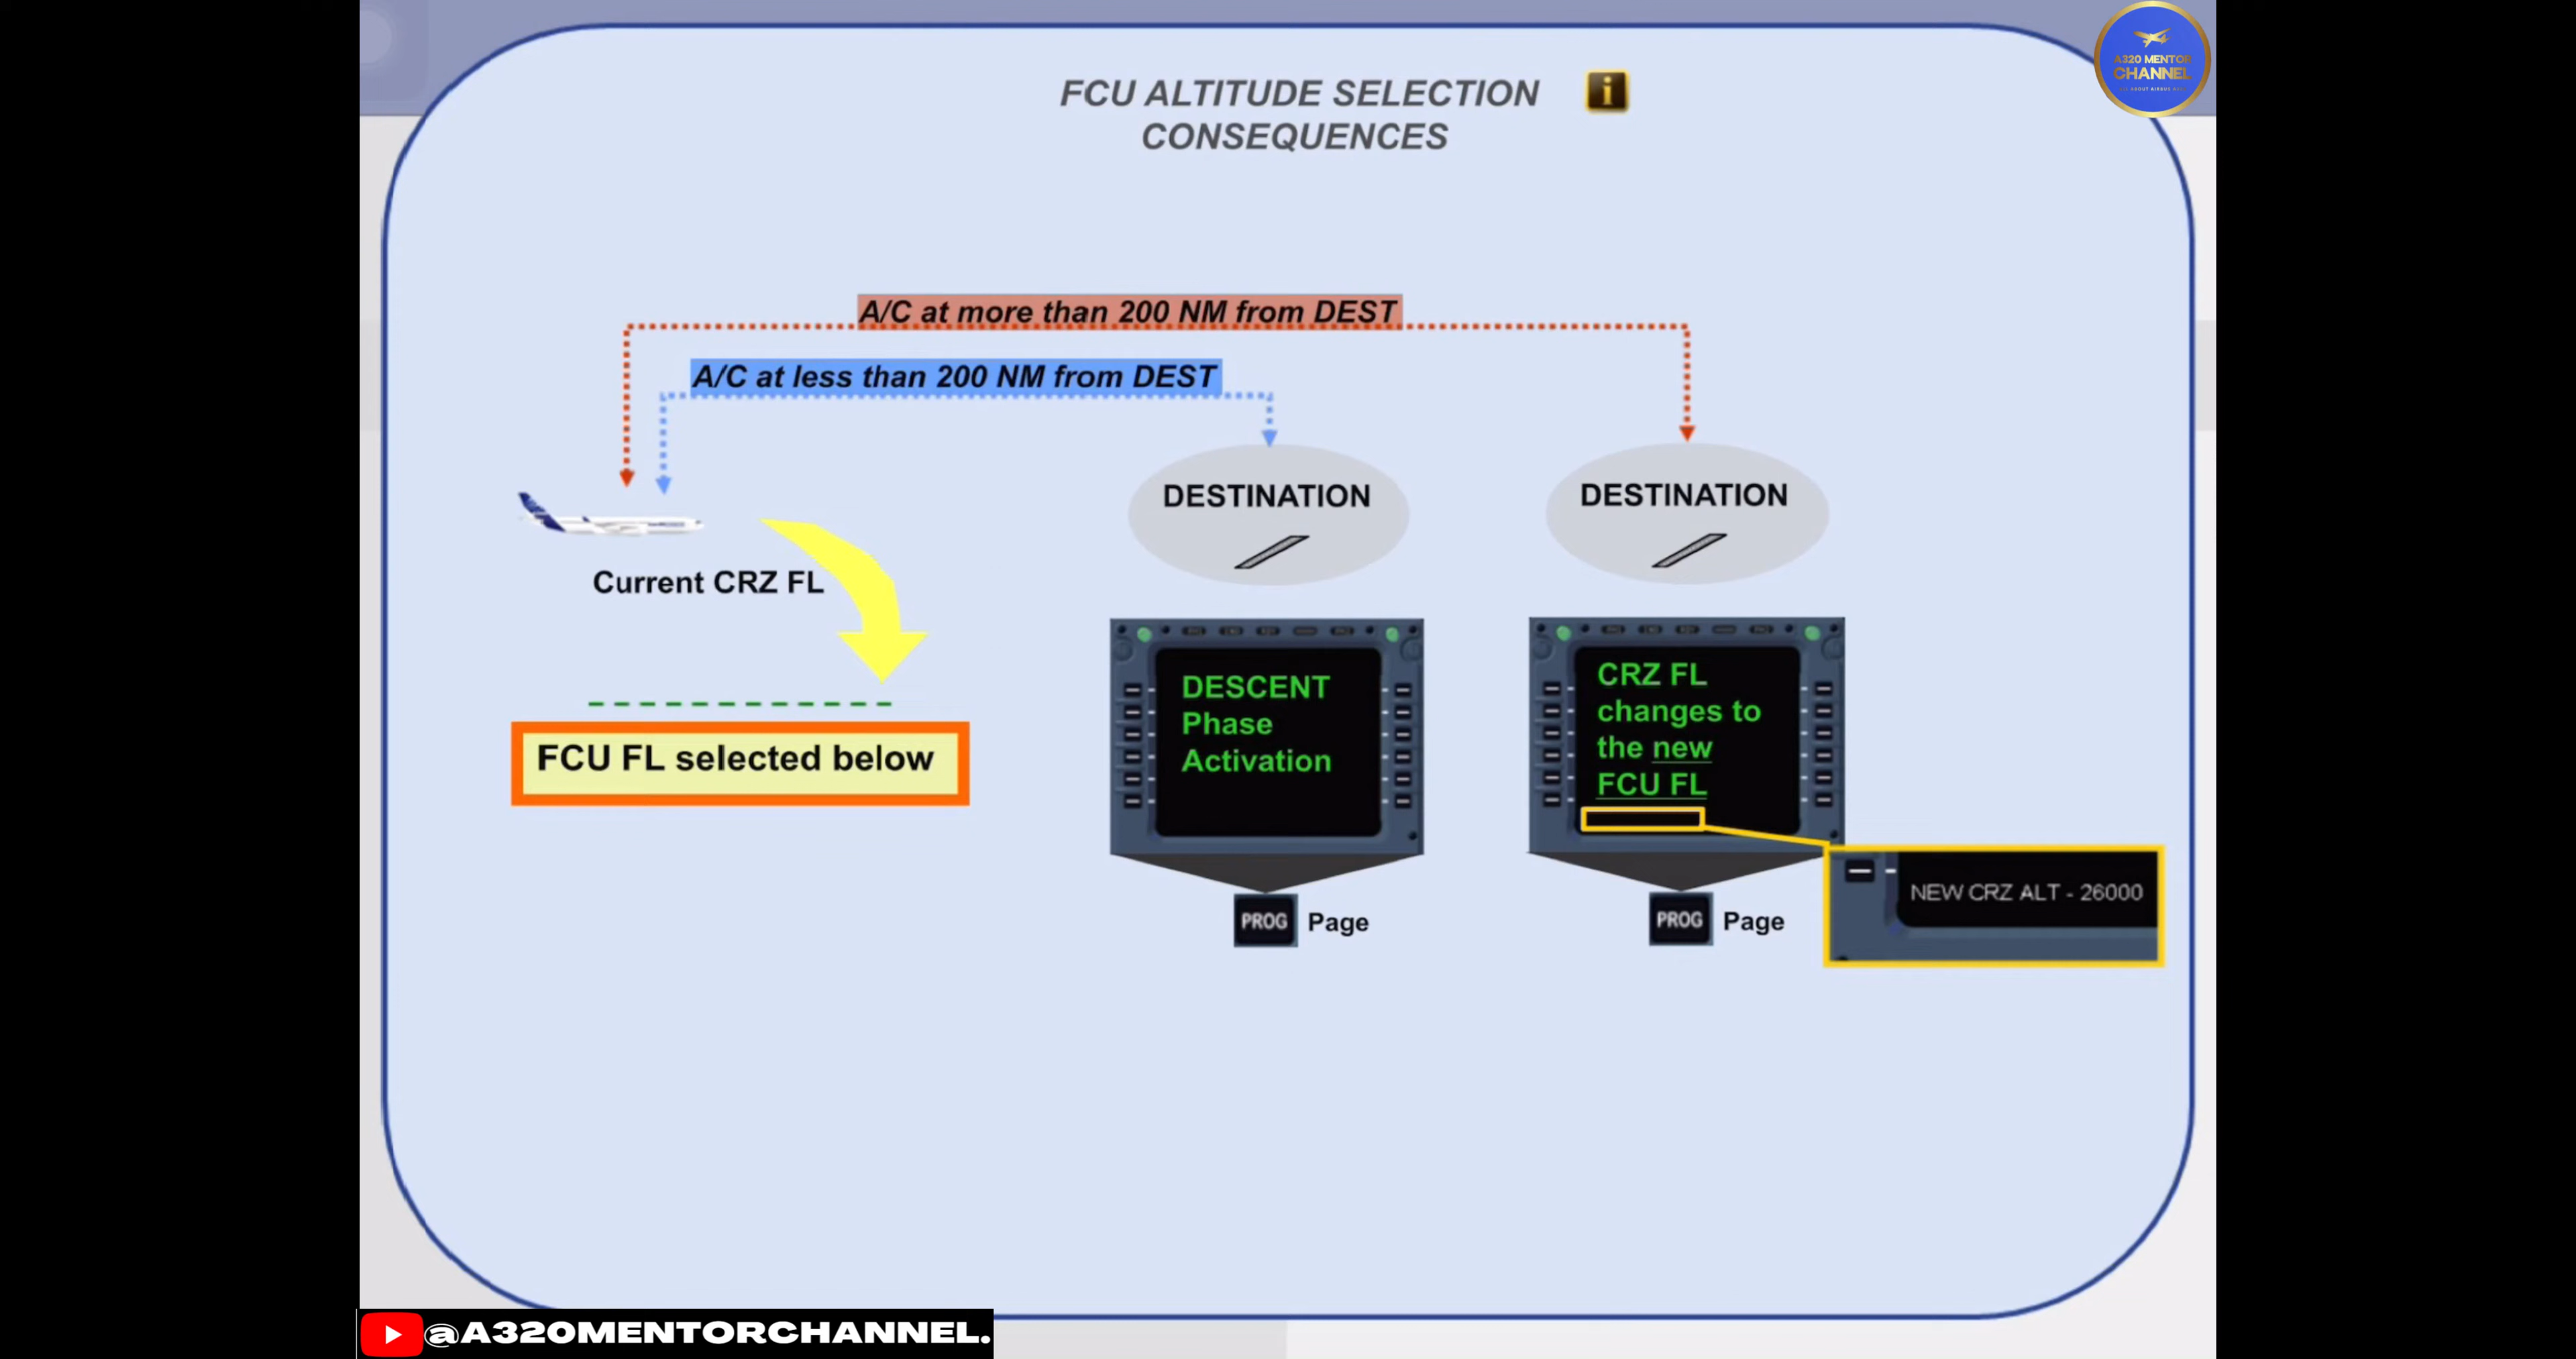 FCU ALTITUDE SELECTION
CONSEQUENCES
i
A320 MENTOR
CHANNEL
A/C at more than 200 NM from DEST
A/C at less than 200 NM from DEST
DESTINATION
DESTINATION
Current CRZ FL
FCU FL selected below
DESCENT
Phase
Activation
CRZ FL
changes to
the new
FCU FL
NEW CRZ ALT - 26000
PROG Page
PROG Page
@A320MENTORCHANNEL.